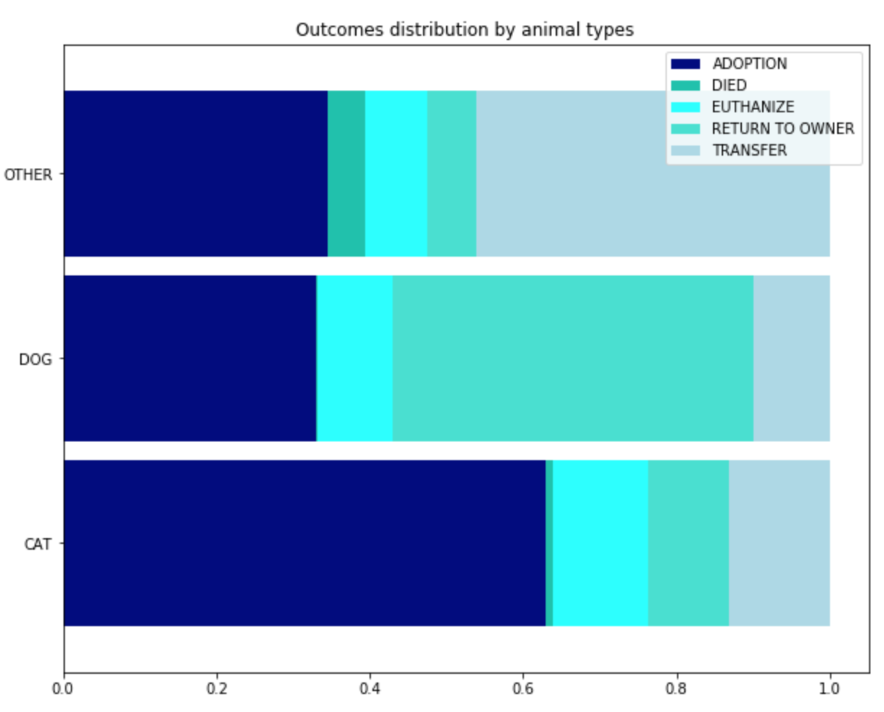 Outcomes distribution by animal types
ADOPTION
DIED
EUTHANIZE
RETURN TO OWNER
TRANSFER
OTHER
DOG
CAT
0.0 0.2 0.4 0.6 0.8 1.0